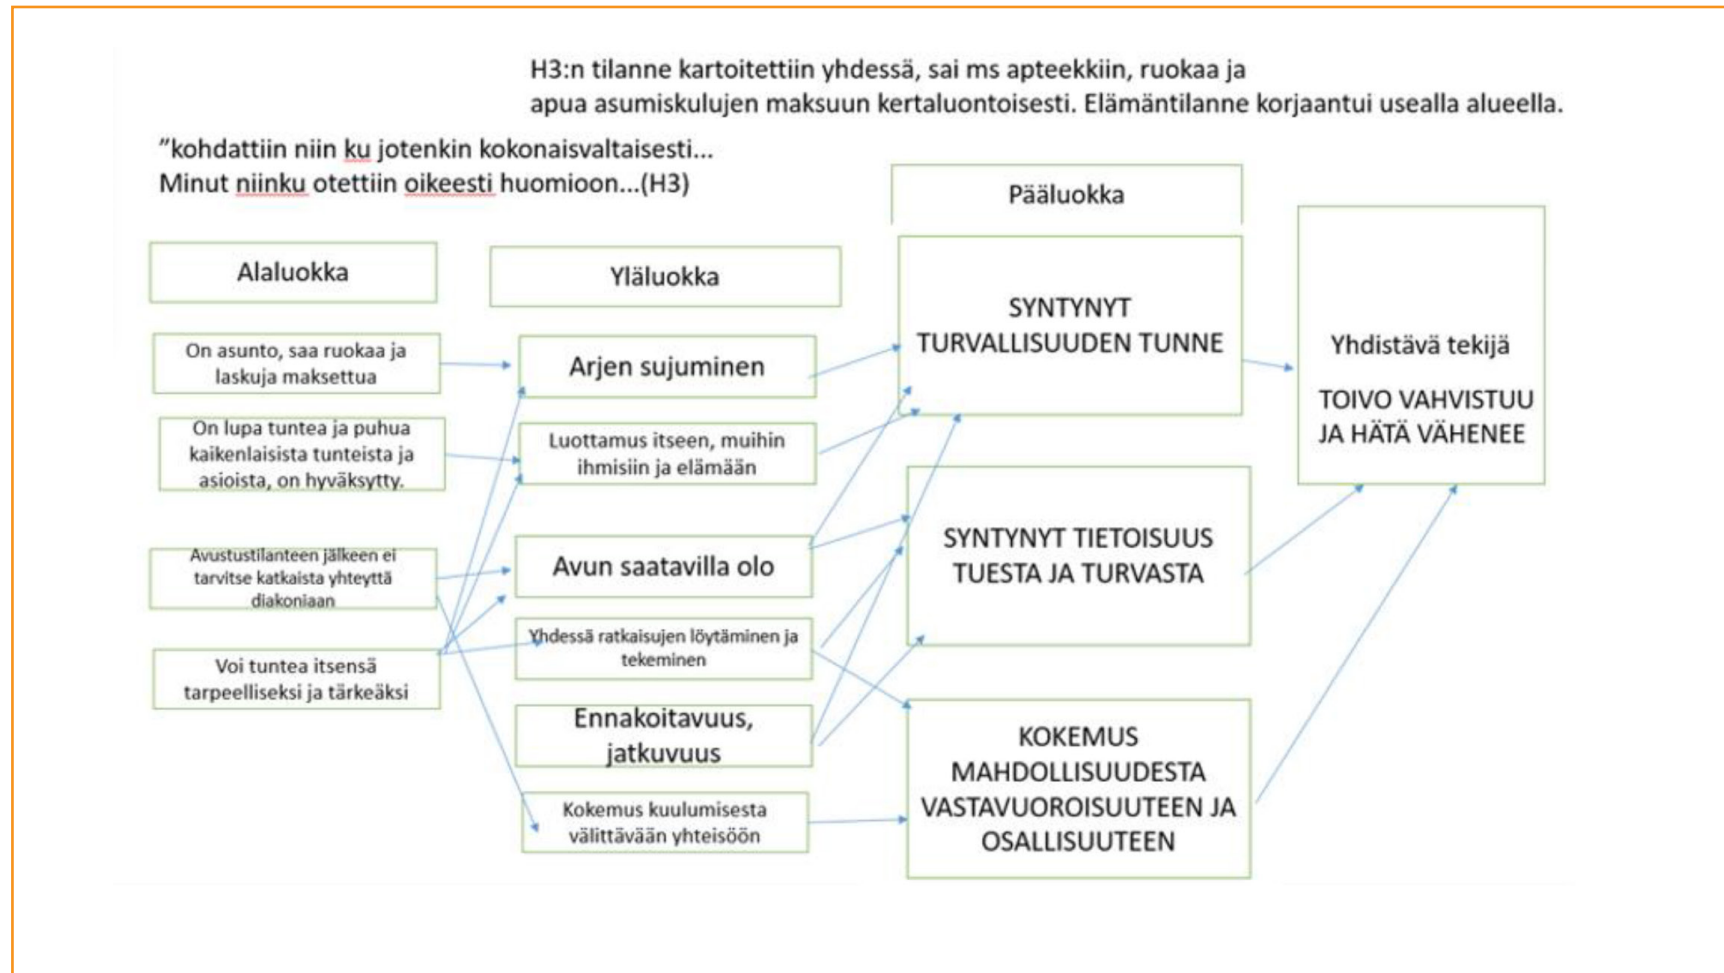 H3:n tilanne kartoitettiin yhdessä, sai ms apteekkiin, ruokaa ja
apua asumiskulujen maksuun kertaluontoisesti. Elämäntilanne korjaantui usealla alueella.
”kohdattiin niin ku jotenkin kokonaisvaltaisesti...
Minut niinku otettiin oikeesti huomioon...(H3)
Alaluokka
On asunto, saa ruokaa ja
laskuja maksettua
On lupa tuntea ja puhua
kaikenlaisista tunteista ja
asioista, on hyväksytty.
Avustustilanteen jälkeen ei
tarvitse katkaista yhteyttä
diakoniaan
Voi tuntea itsensä
tarpeelliseksi ja tärkeäksi
Yläluokka
Arjen sujuminen
Luottamus itseen, muihin
ihmisiin ja elämään
Avun saatavilla olo
Yhdessä ratkaisujen löytäminen ja
tekeminen
Ennakoitavuus,
jatkuvuus
Kokemus kuulumisesta
välittävään yhteisöön
Pääluokka
SYNTYNYT
TURVALLISUUDEN TUNNE
SYNTYNYT TIETOISUUS
TUESTA JA TURVASTA
KOKEMUS
MAHDOLLISUUDESTA
VASTAVUOROISUUTEEN JA
OSALLISUUTEEN
Yhdistävä tekijä
TOIVO VAHVISTUU
JA HÄTÄ VÄHENEE